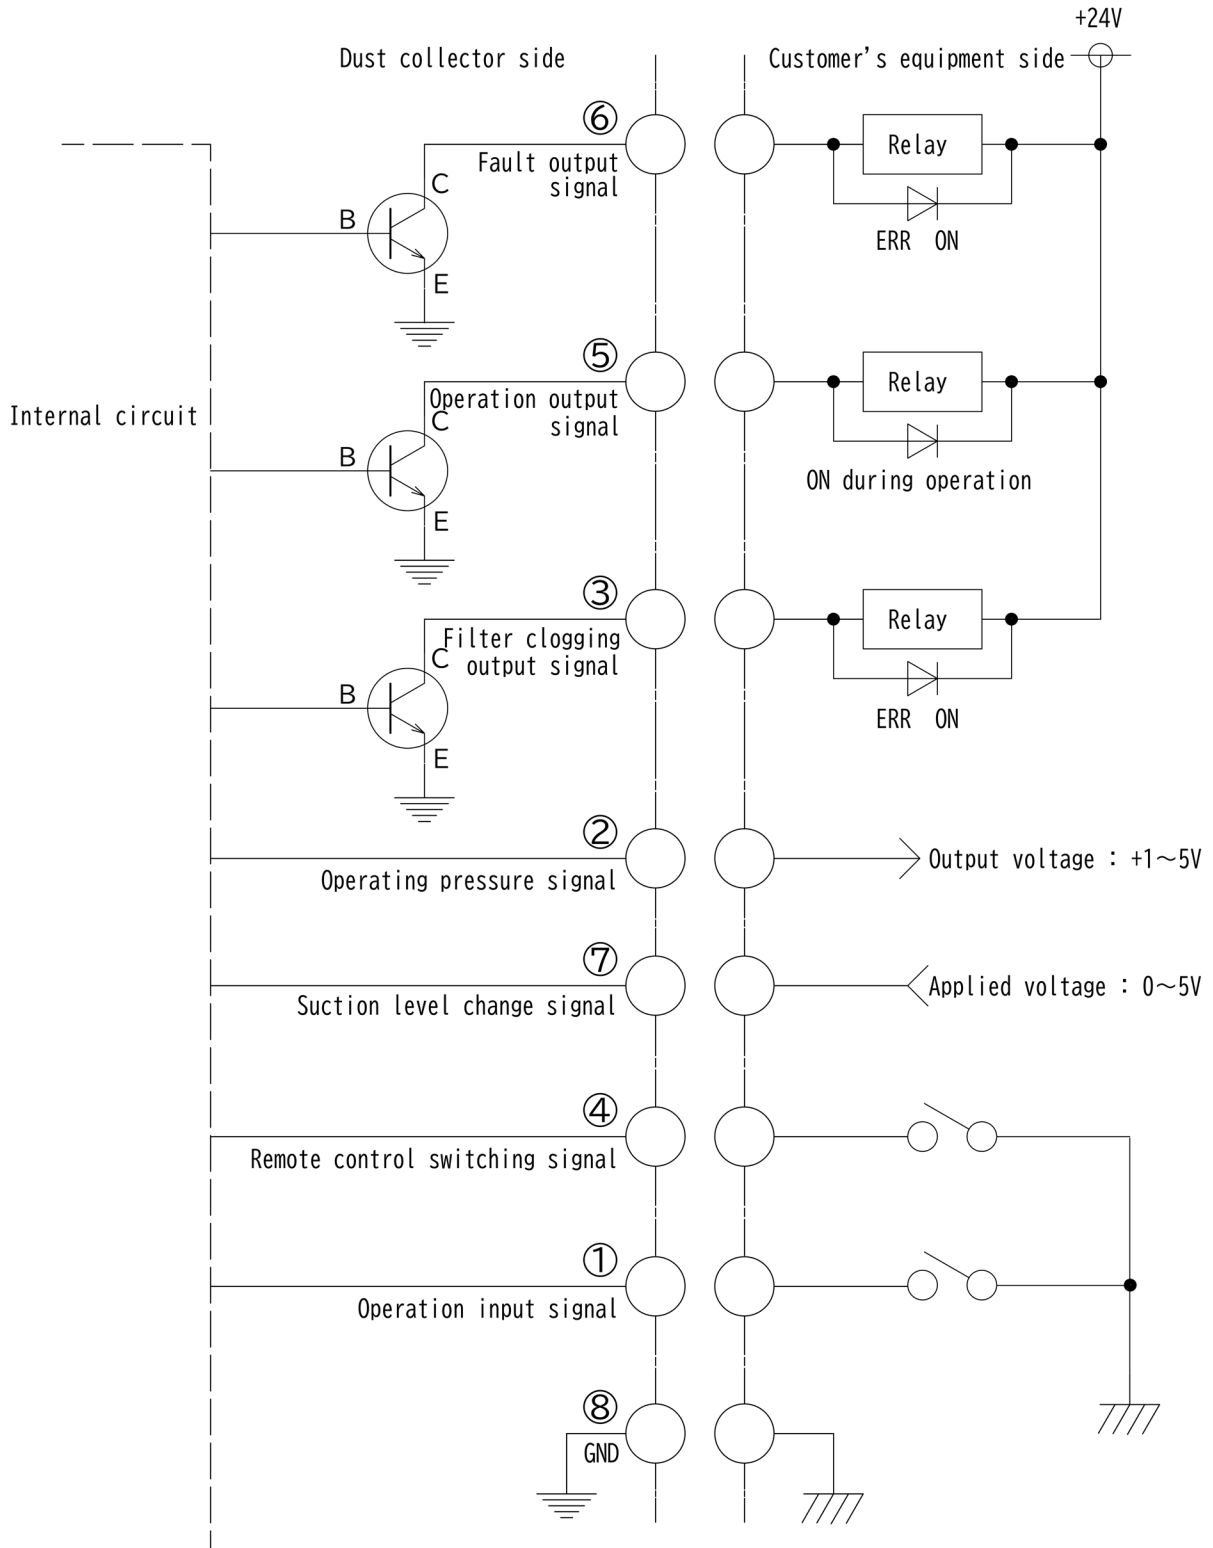 +24V
Dust collector side
Customer's equipment side
⑥
Fault output
signal
C
B
E
Relay
ERR ON
⑤
Operation output
signal
C
B
E
Relay
ON during operation
Internal circuit
③
Filter clogging
output signal
C
B
E
Relay
ERR ON
②
Operating pressure signal
Output voltage : +1～5V
⑦
Suction level change signal
Applied voltage : 0～5V
④
Remote control switching signal
①
Operation input signal
⑧
GND